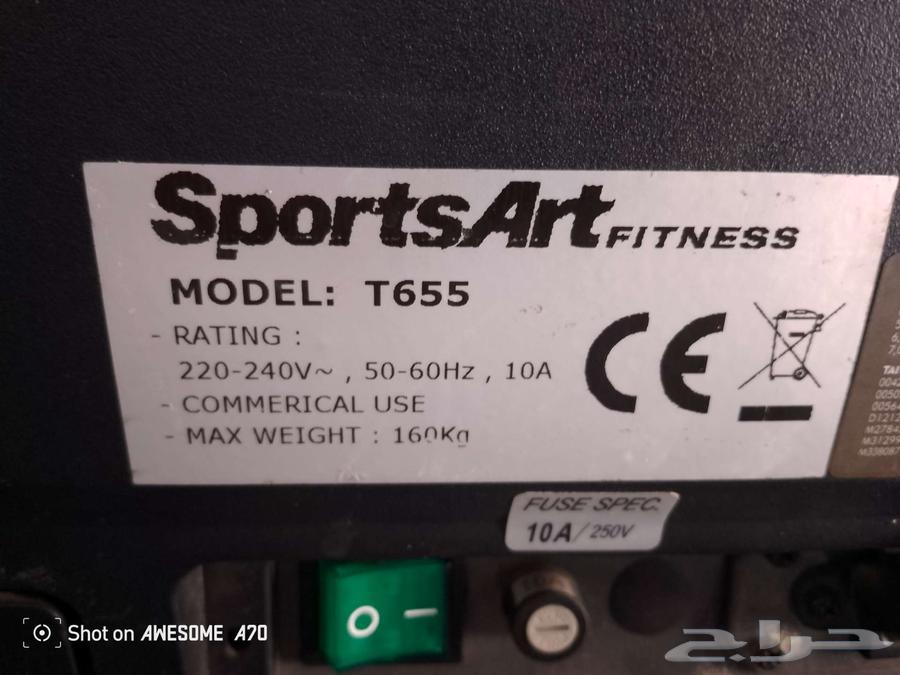 SportsArt FITNESS
MODEL: T655
- RATING :
220-240V~ , 50-60Hz , 10A
- COMMERICAL USE
- MAX WEIGHT : 160Kg
CE
TAI
FUSE SPEC.
10A/250V
O I
Shot on AWESOME A70
حراج